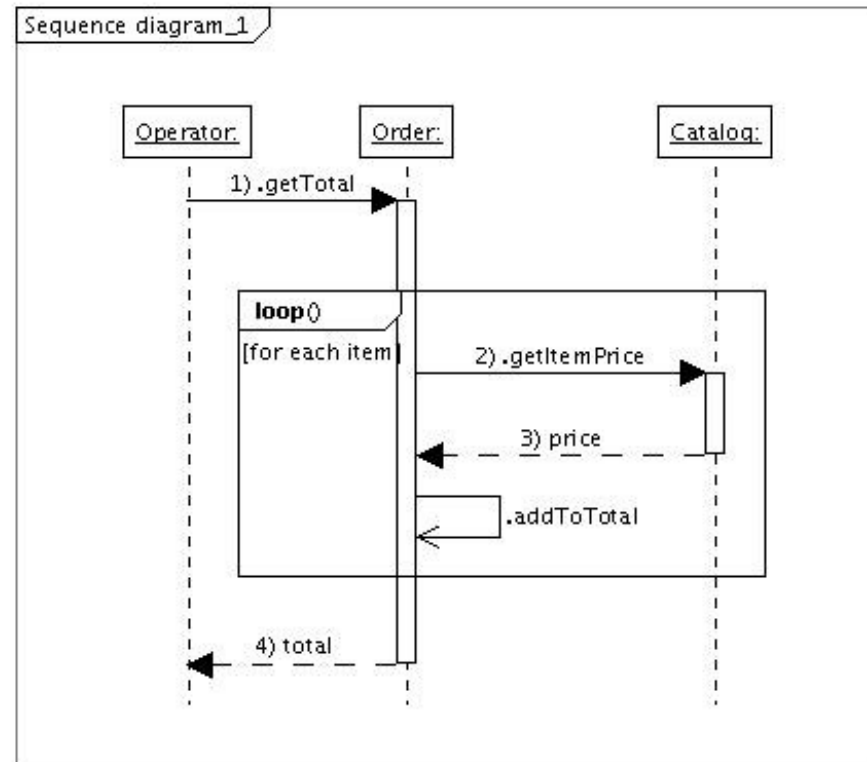 Sequence diagram_1
Operator:
Order:
Catalog:
1) .getTotal
loop()
[for each item]
2) .getItemPrice
3) price
.addToTotal
4) total